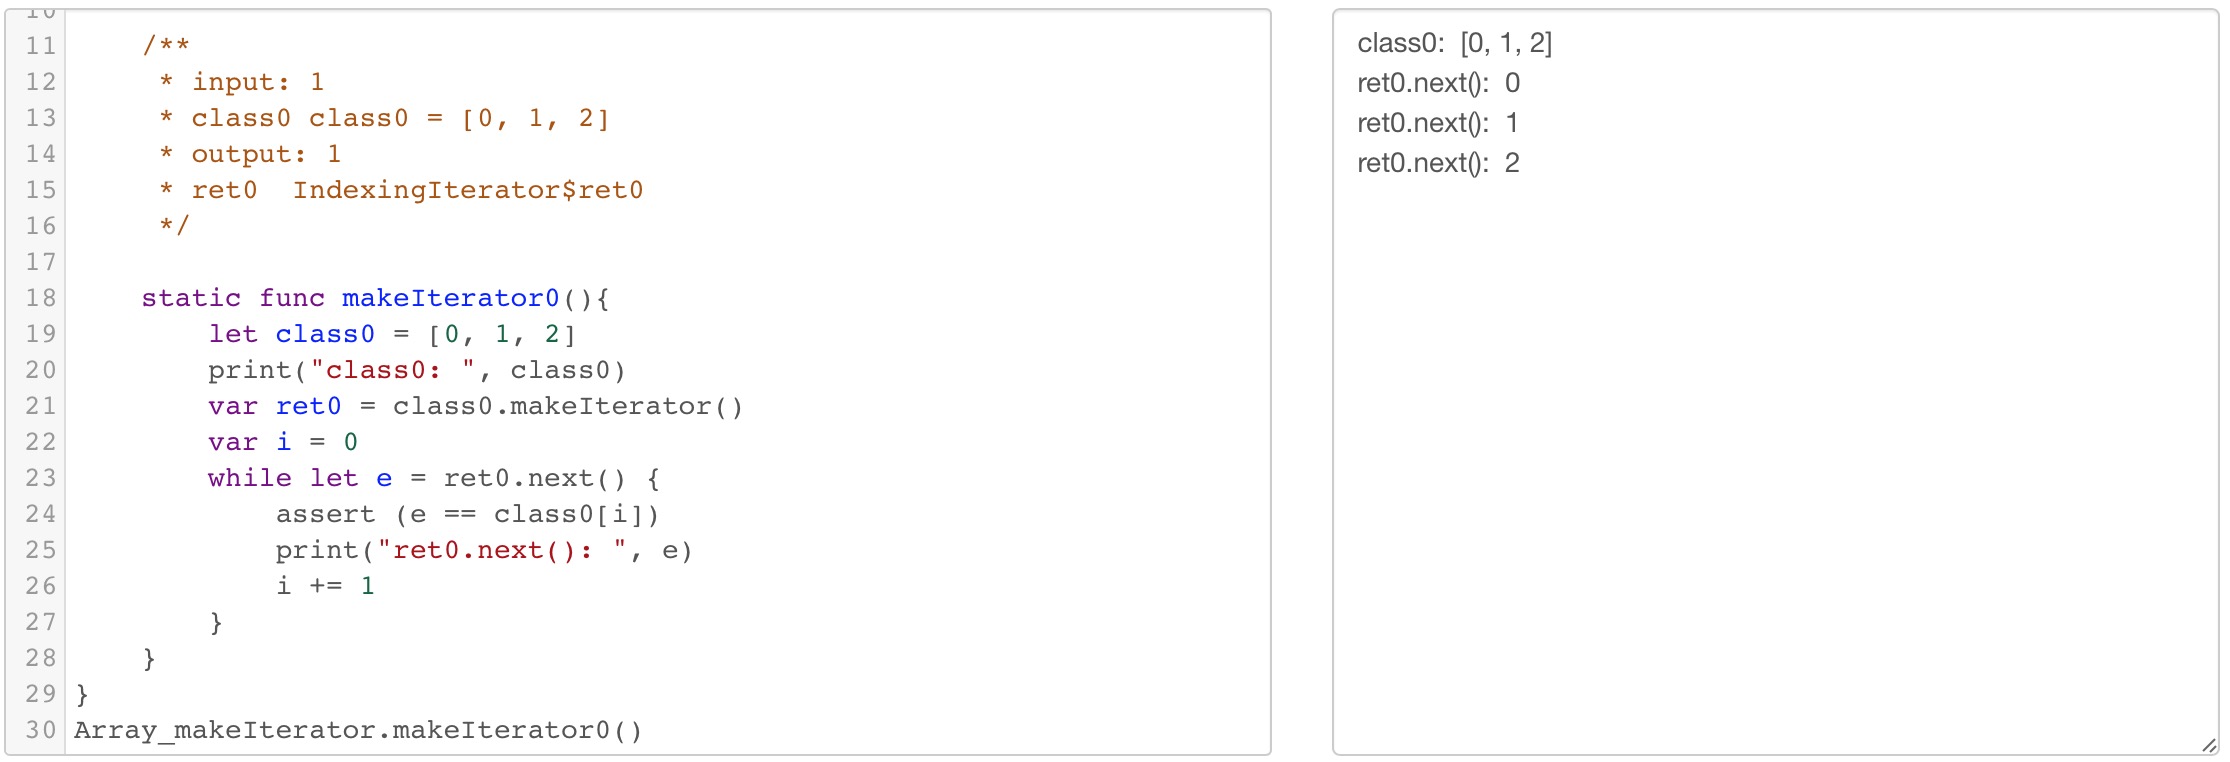 11 /**
12 * input: 1
13 * class0 class0 = [0, 1, 2]
14 * output: 1
15 * ret0  IndexingIterator$ret0
16 */
17
18 static func makeIterator0(){
19 let class0 = [0, 1, 2]
20 print("class0: ", class0)
21 var ret0 = class0.makeIterator()
22 var i = 0
23 while let e = ret0.next() {
24 assert (e == class0[i])
25 print("ret0.next(): ", e)
26 i += 1
27 }
28 }
29 }
30 Array_makeIterator.makeIterator0()
class0:  [0, 1, 2]
ret0.next():  0
ret0.next():  1
ret0.next():  2